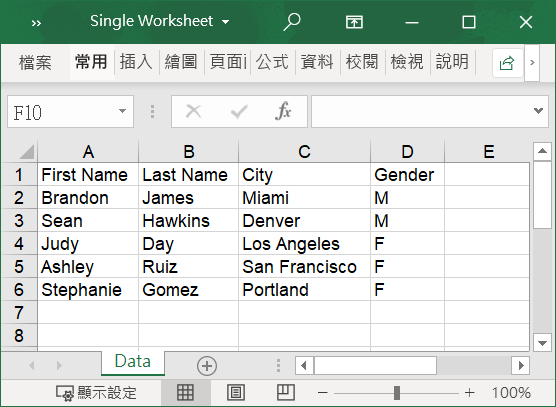 ›› Single Worksheet
檔案 常用 插入 繪圖 頁面i 公式 資料 校閱 檢視 說明
F10 fx
A B C D E
1 First Name Last Name City Gender
2 Brandon James Miami M
3 Sean Hawkins Denver M
4 Judy Day Los Angeles F
5 Ashley Ruiz San Francisco F
6 Stephanie Gomez Portland F
7
8
Data
顯示設定 100%